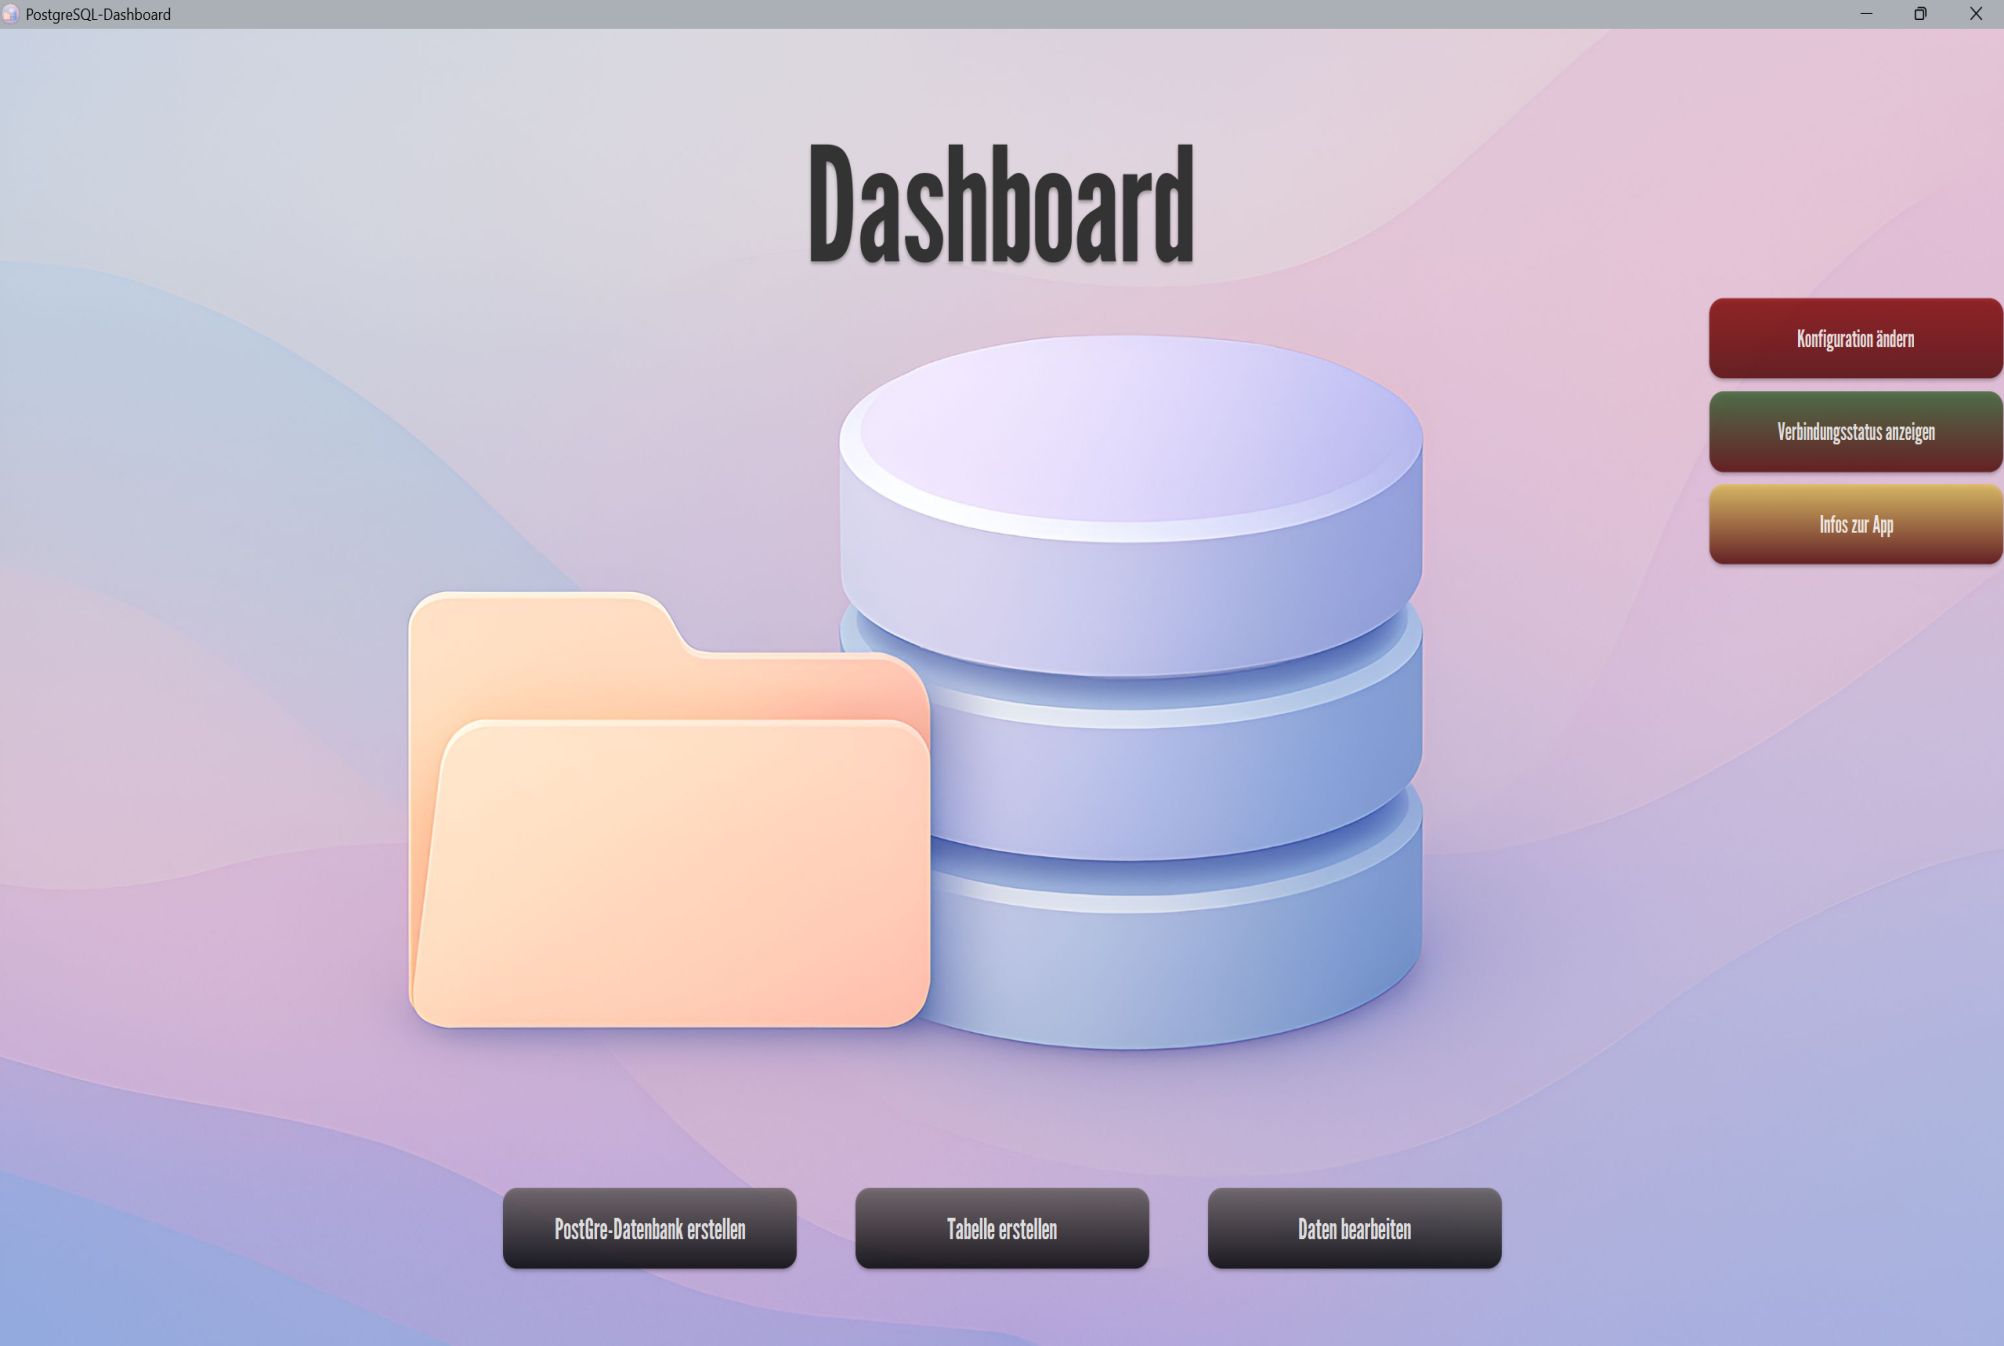 PostgreSQL-Dashboard
Dashboard
Konfiguration ändern
Verbindungsstatus anzeigen
Infos zur App
PostGre-Datenbank erstellen
Tabelle erstellen
Daten bearbeiten